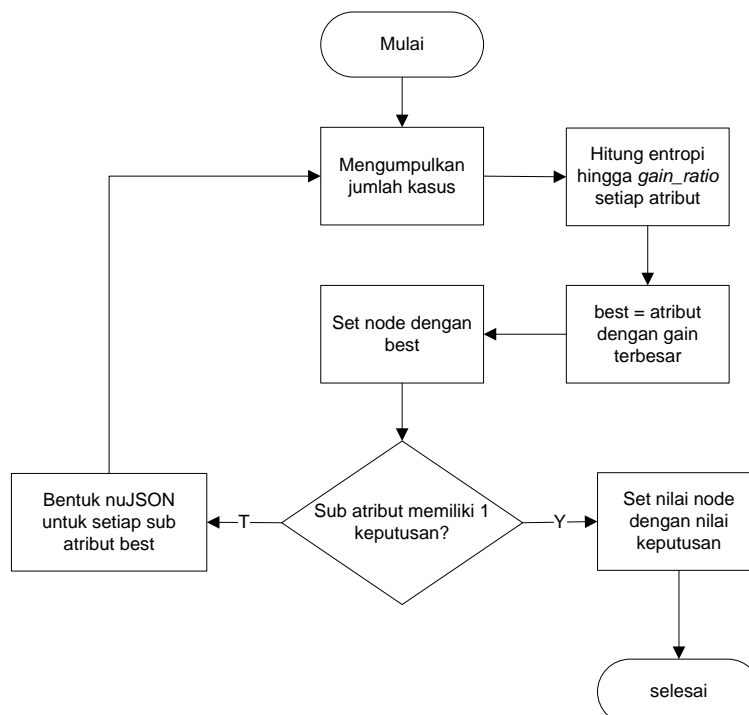 Mulai
Mengumpulkan
jumlah kasus
Hitung entropi
hingga gain_ratio
setiap atribut
best = atribut
dengan gain
terbesar
Set node dengan
best
Sub atribut memiliki 1
keputusan?
T
Y
Bentuk nuJSON
untuk setiap sub
atribut best
Set nilai node
dengan nilai
keputusan
selesai